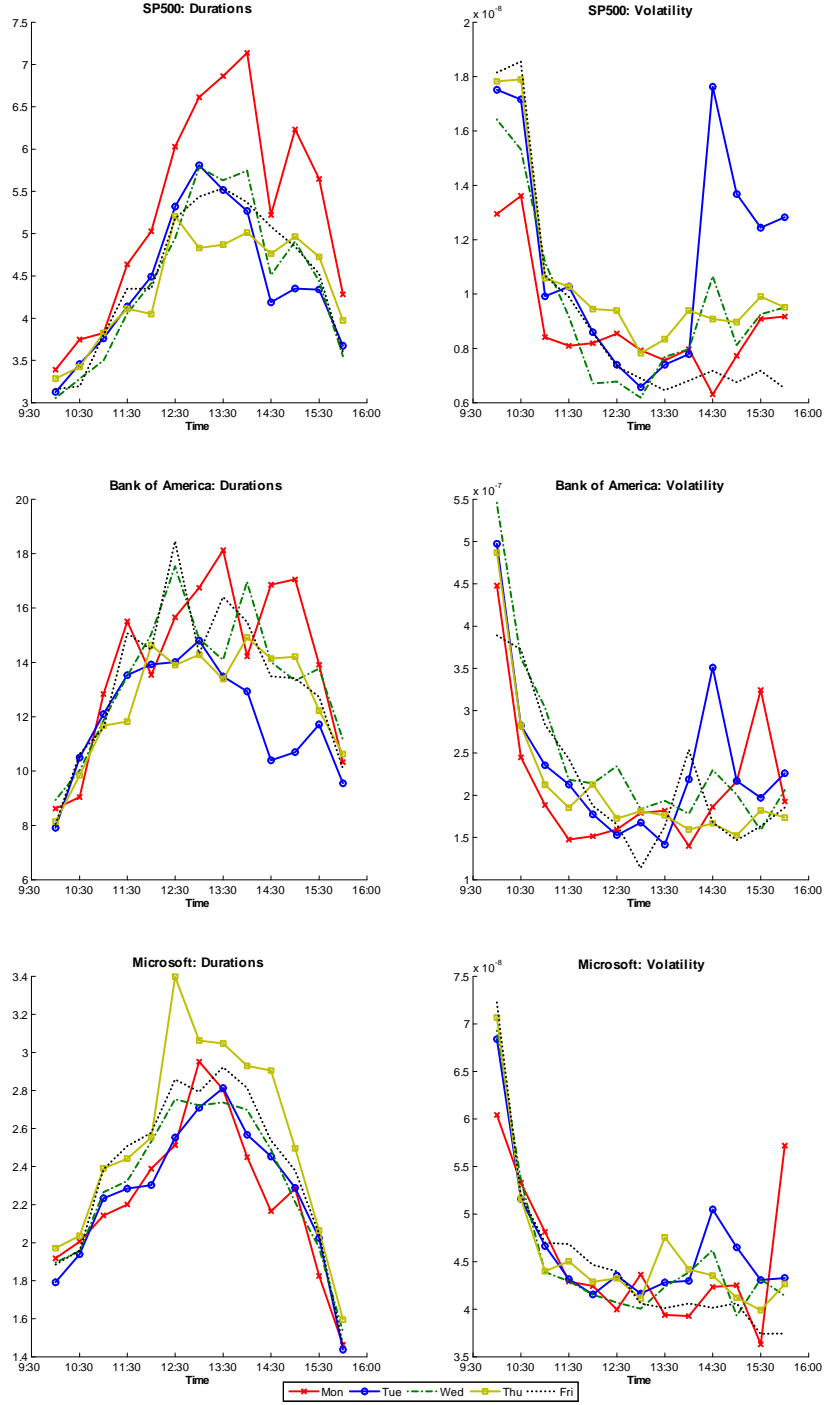 SP500: Durations
7.5
7
6.5
6
5.5
5
4.5
4
3.5
3
9:30 10:30 11:30 12:30 13:30 14:30 15:30 16:00
Time
SP500: Volatility
x 10⁻⁸
2
1.8
1.6
1.4
1.2
1
0.8
0.6
9:30 10:30 11:30 12:30 13:30 14:30 15:30 16:00
Time
Bank of America: Durations
20
18
16
14
12
10
8
6
9:30 10:30 11:30 12:30 13:30 14:30 15:30 16:00
Time
Bank of America: Volatility
x 10⁻⁷
5.5
5
4.5
4
3.5
3
2.5
2
1.5
1
9:30 10:30 11:30 12:30 13:30 14:30 15:30 16:00
Time
Microsoft: Durations
3.4
3.2
3
2.8
2.6
2.4
2.2
2
1.8
1.6
1.4
9:30 10:30 11:30 12:30 13:30 14:30 15:30 16:00
Time
Microsoft: Volatility
x 10⁻⁸
7.5
7
6.5
6
5.5
5
4.5
4
3.5
9:30 10:30 11:30 12:30 13:30 14:30 15:30 16:00
Time
Mon Tue Wed Thu Fri